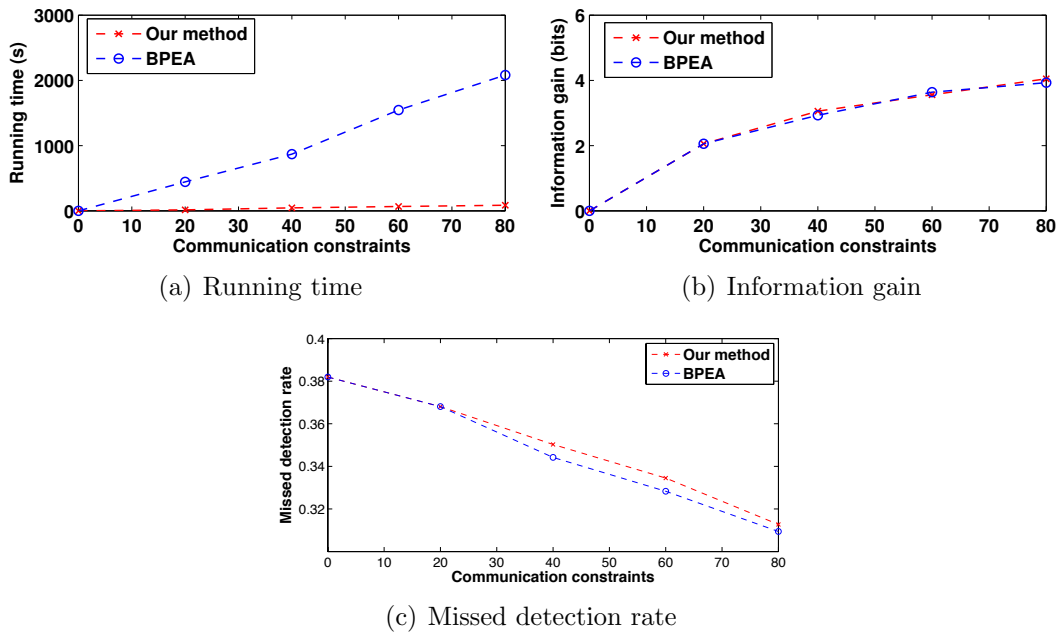 3000
2000
1000
0
0 10 20 30 40 50 60 70 80
Running time (s)
Communication constraints
Our method
BPEA
(a) Running time
6
4
2
0
0 10 20 30 40 50 60 70 80
Information gain (bits)
Communication constraints
Our method
BPEA
(b) Information gain
0.4
0.38
0.36
0.34
0.32
0 10 20 30 40 50 60 70 80
Missed detection rate
Communication constraints
Our method
BPEA
(c) Missed detection rate